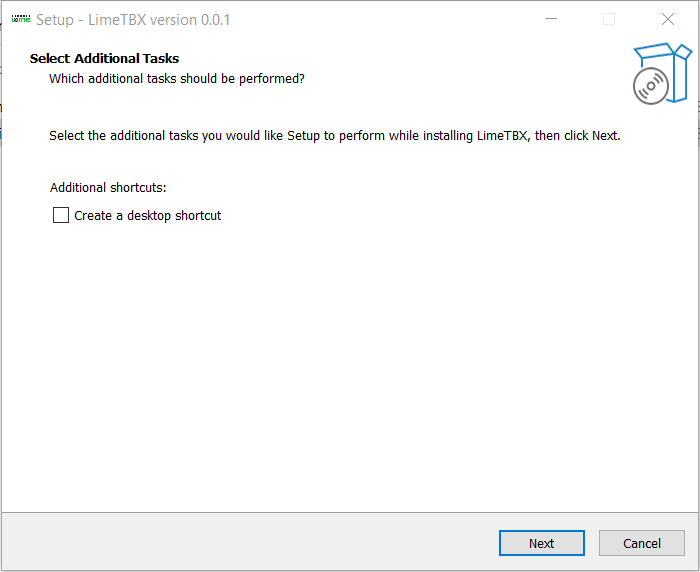 Setup - LimeTBX version 0.0.1
Select Additional Tasks
Which additional tasks should be performed?
Select the additional tasks you would like Setup to perform while installing LimeTBX, then click Next.
Additional shortcuts:
Create a desktop shortcut
Next
Cancel